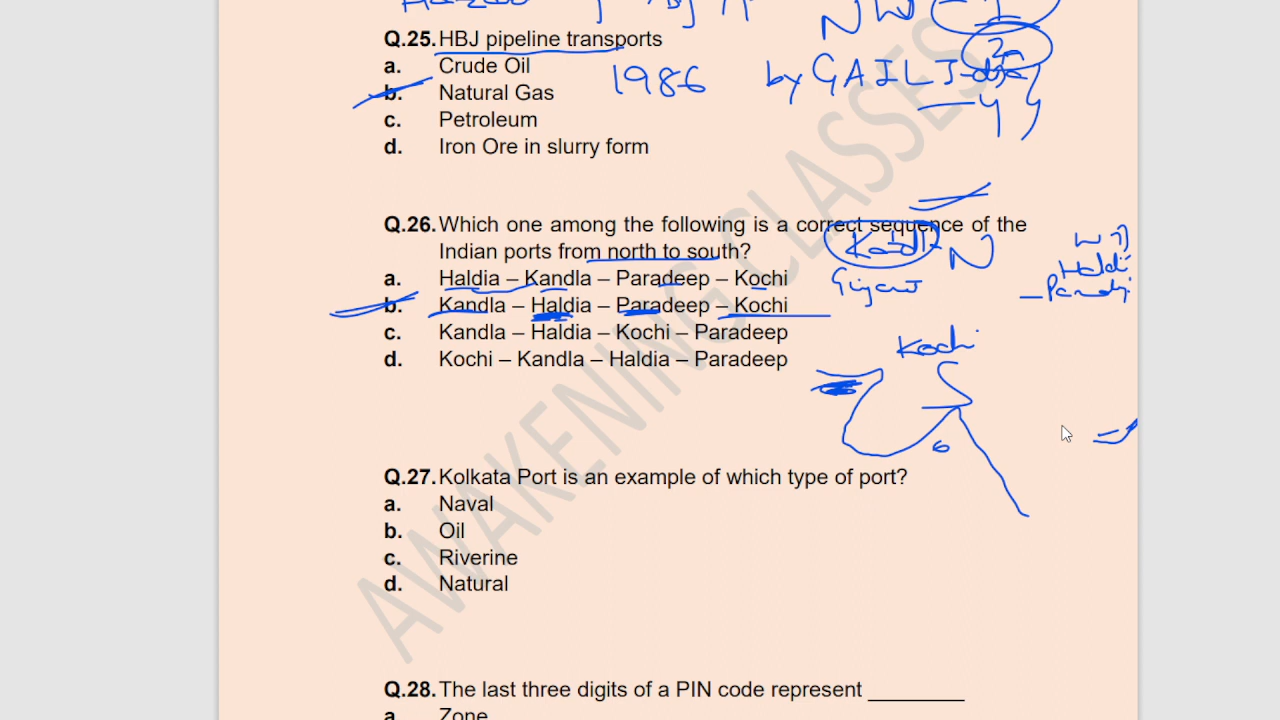 NW
Q.25. HBJ pipeline transports
a. Crude Oil
1986 by GAIL
b. Natural Gas
c. Petroleum
d. Iron Ore in slurry form
Q.26. Which one among the following is a correct sequence of the
Indian ports from north to south?
N
a. Haldia – Kandla – Paradeep – Kochi
b. Kandla – Haldia – Paradeep – Kochi
c. Kandla – Haldia – Kochi – Paradeep
Kochi
d. Kochi – Kandla – Haldia – Paradeep
Q.27. Kolkata Port is an example of which type of port?
a. Naval
b. Oil
c. Riverine
d. Natural
Q.28. The last three digits of a PIN code represent ________
a. Zone
AWAKENING CLASSES